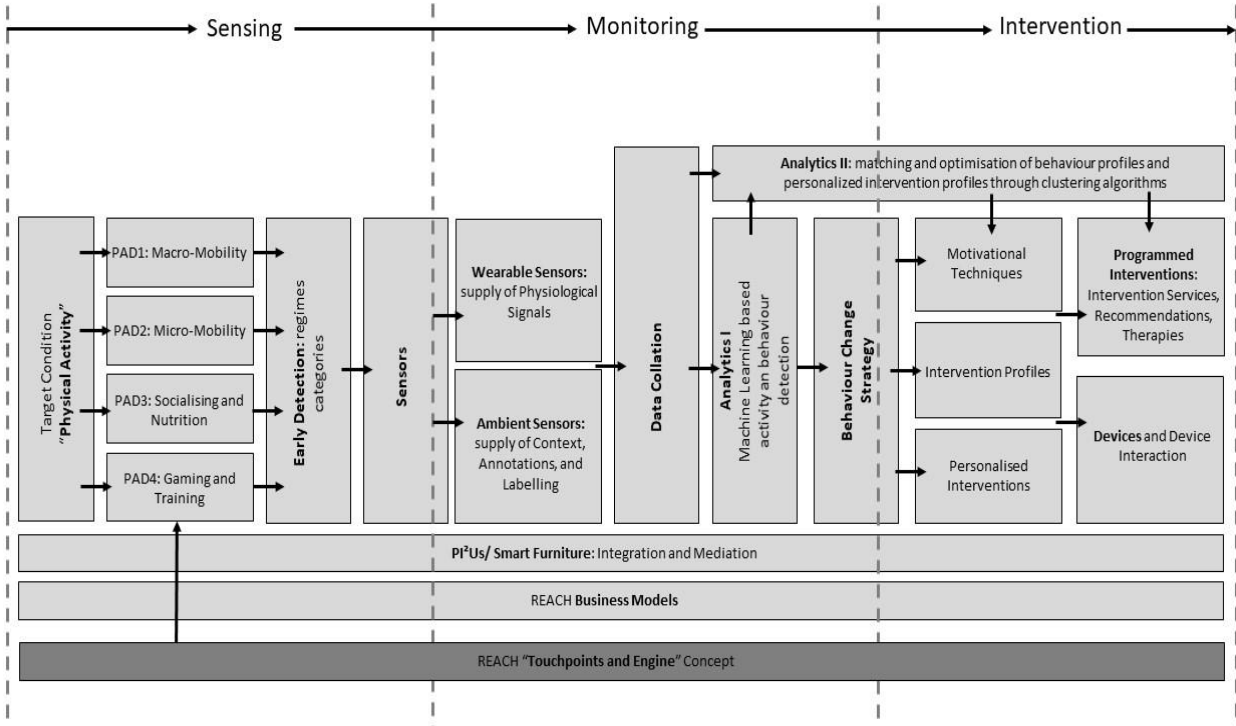 Sensing
Monitoring
Intervention
Target Condition
“Physical Activity”
PAD1: Macro-Mobility
PAD2: Micro-Mobility
PAD3: Socialising and
Nutrition
PAD4: Gaming and
Training
Early Detection: regimes
categories
Sensors
Wearable Sensors:
supply of Physiological
Signals
Ambient Sensors:
supply of Context,
Annotations, and
Labelling
Data Collation
Analytics II: matching and optimisation of behaviour profiles and
personalized intervention profiles through clustering algorithms
Analytics I
Machine Learning based
activity an behaviour
detection
Behaviour Change
Strategy
Motivational
Techniques
Intervention Profiles
Personalised
Interventions
Programmed
Interventions:
Intervention Services,
Recommendations,
Therapies
Devices and Device
Interaction
PI²Us/ Smart Furniture: Integration and Mediation
REACH Business Models
REACH “Touchpoints and Engine” Concept